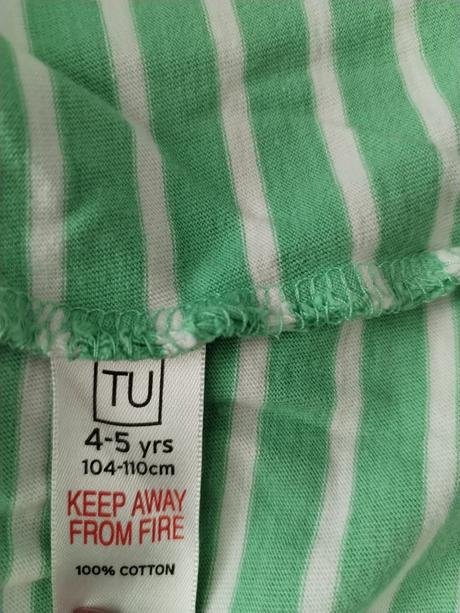 TU
4-5 yrs
104-110cm
KEEP AWAY
FROM FIRE
100% COTTON